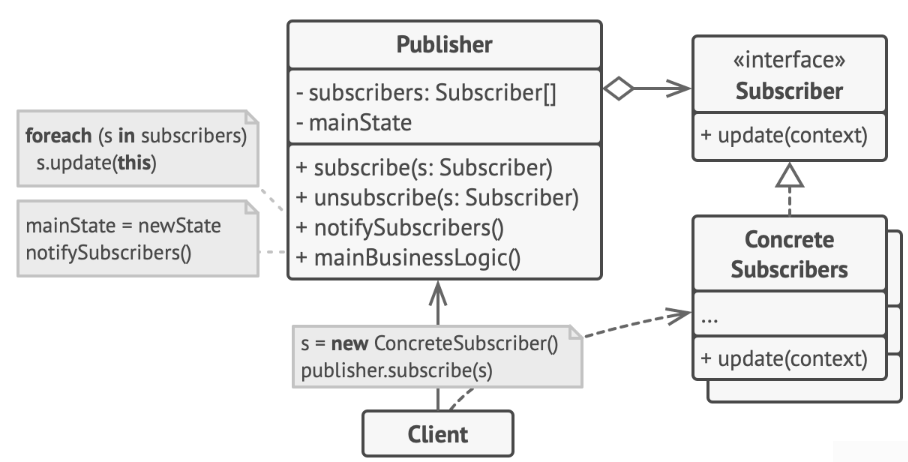 Publisher
- subscribers: Subscriber[]
- mainState
+ subscribe(s: Subscriber)
+ unsubscribe(s: Subscriber)
+ notifySubscribers()
+ mainBusinessLogic()
«interface»
Subscriber
+ update(context)
foreach (s in subscribers)
s.update(this)
mainState = newState
notifySubscribers()
Concrete
Subscribers
...
+ update(context)
s = new ConcreteSubscriber()
publisher.subscribe(s)
Client